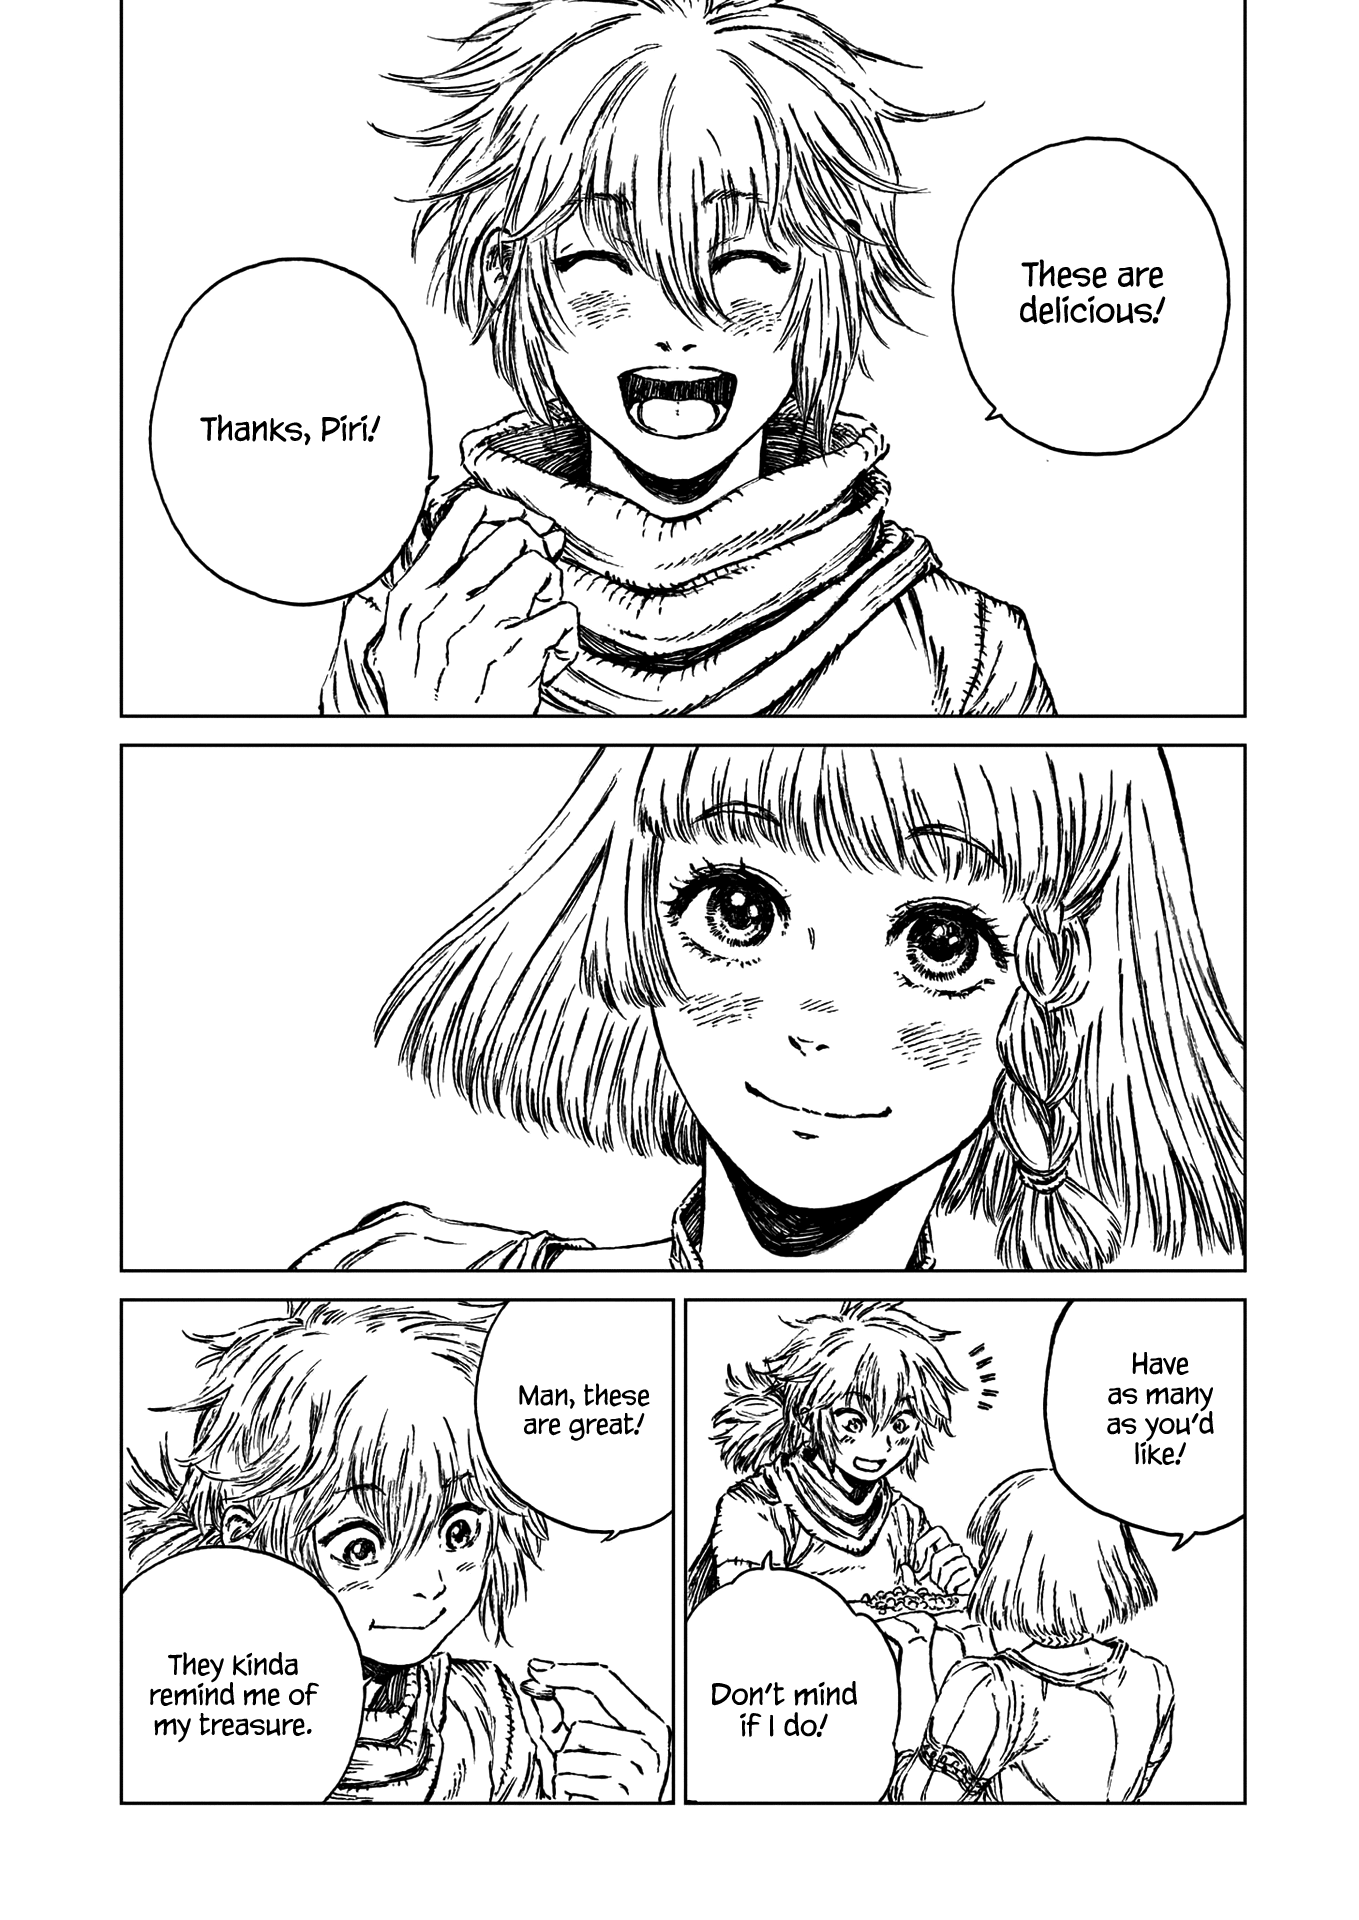 These are
delicious!
Thanks, Piri!
Have
as many
as you'd
like!
Don't mind
if I do!
Man, these
are great!
They kinda
remind me of
my treasure.